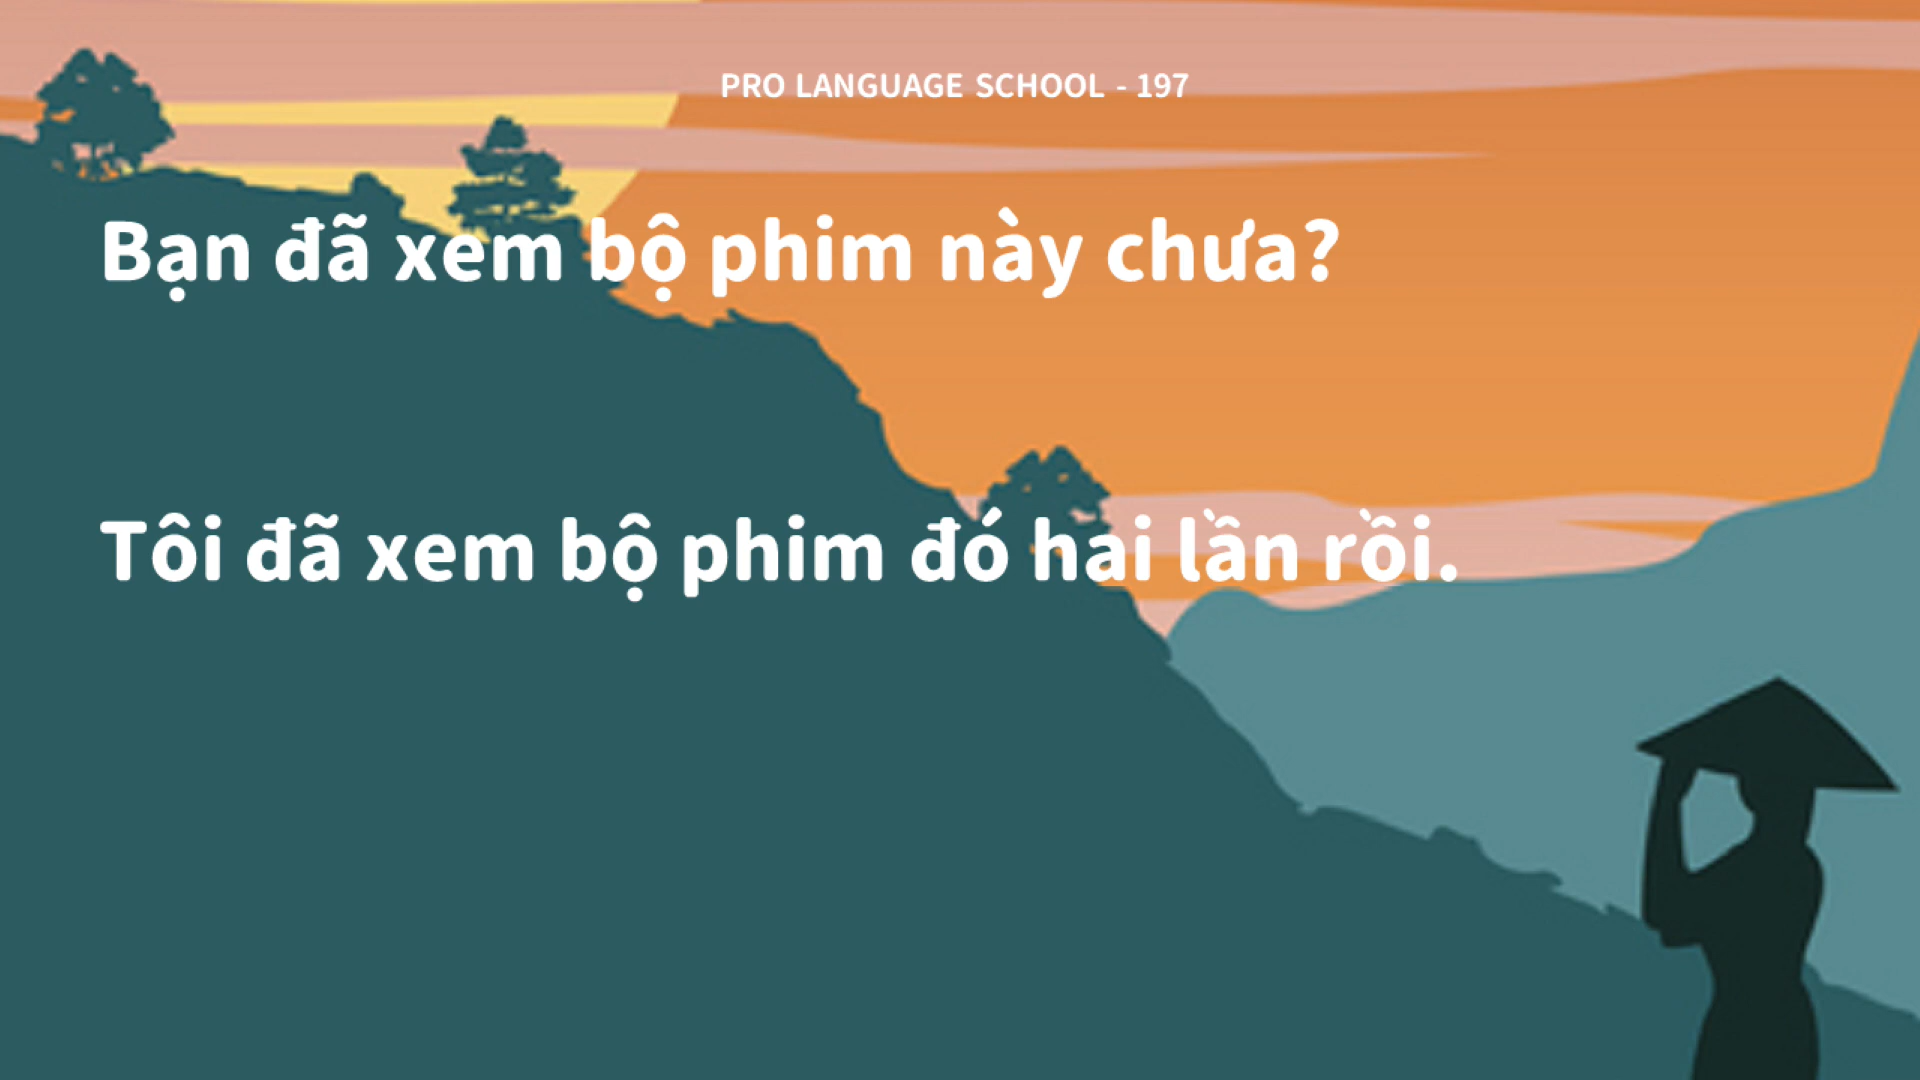 PRO LANGUAGE SCHOOL - 197
Bạn đã xem bộ phim này chưa?
Tôi đã xem bộ phim đó hai lần rồi.